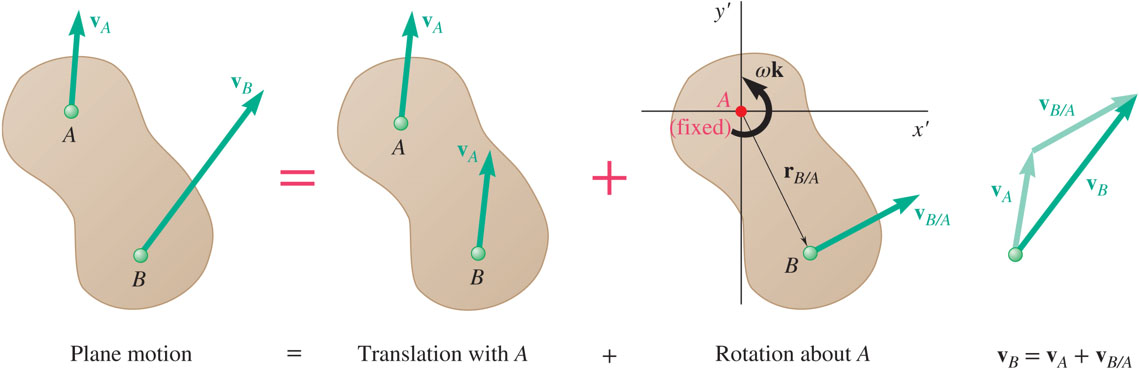 v_A
v_B
A
B
=
v_A
A
v_A
B
+
y′
ωk
A
(fixed)
x′
r_B/A
v_B/A
B
v_B/A
v_A
v_B
Plane motion = Translation with A + Rotation about A v_B = v_A + v_B/A